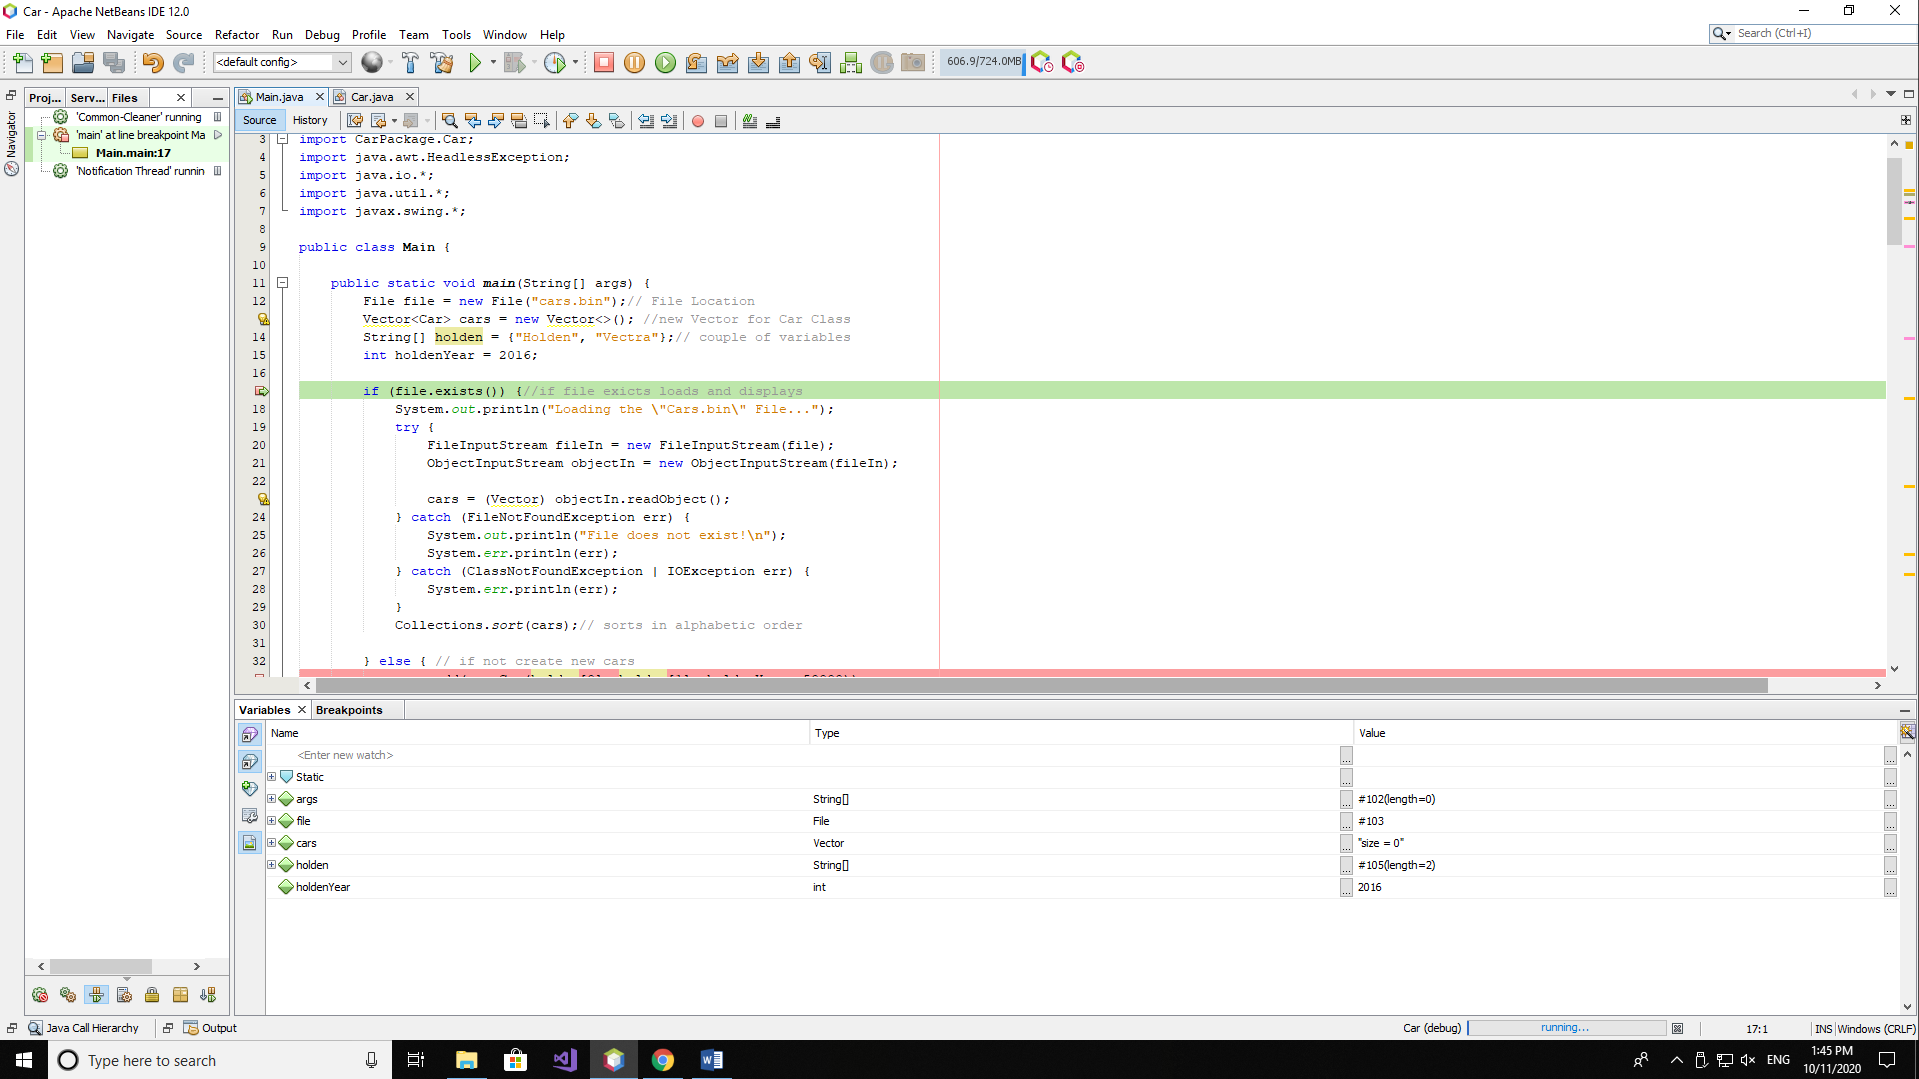 Car - Apache NetBeans IDE 12.0
File Edit View Navigate Source Refactor Run Debug Profile Team Tools Window Help
Search (Ctrl+I)
<default config>
606.9/724.0MB
Proj... Serv... Files
Main.java Car.java
Navigator
'Common-Cleaner' running
'main' at line breakpoint Ma
Main.main:17
'Notification Thread' runnin
Source History
3 import CarPackage.Car;
4 import java.awt.HeadlessException;
5 import java.io.*;
6 import java.util.*;
7 import javax.swing.*;
8
9 public class Main {
10
11 public static void main(String[] args) {
12 File file = new File("cars.bin");// File Location
Vector<Car> cars = new Vector<>(); //new Vector for Car Class
14 String[] holden = {"Holden", "Vectra"};// couple of variables
15 int holdenYear = 2016;
16
if (file.exists()) {//if file exicts loads and displays
18 System.out.println("Loading the \"Cars.bin\" File...");
19 try {
20 FileInputStream fileIn = new FileInputStream(file);
21 ObjectInputStream objectIn = new ObjectInputStream(fileIn);
22
cars = (Vector) objectIn.readObject();
24 } catch (FileNotFoundException err) {
25 System.out.println("File does not exist!\n");
26 System.err.println(err);
27 } catch (ClassNotFoundException | IOException err) {
28 System.err.println(err);
29 }
30 Collections.sort(cars);// sorts in alphabetic order
31
32 } else { // if not create new cars
Variables Breakpoints
Name Type Value
<Enter new watch>
Static
args String[] #102(length=0)
file File #103
cars Vector "size = 0"
holden String[] #105(length=2)
holdenYear int 2016
Java Call Hierarchy Output
Car (debug) running... 17:1 INS Windows (CRLF)
Type here to search
ENG
1:45 PM
10/11/2020